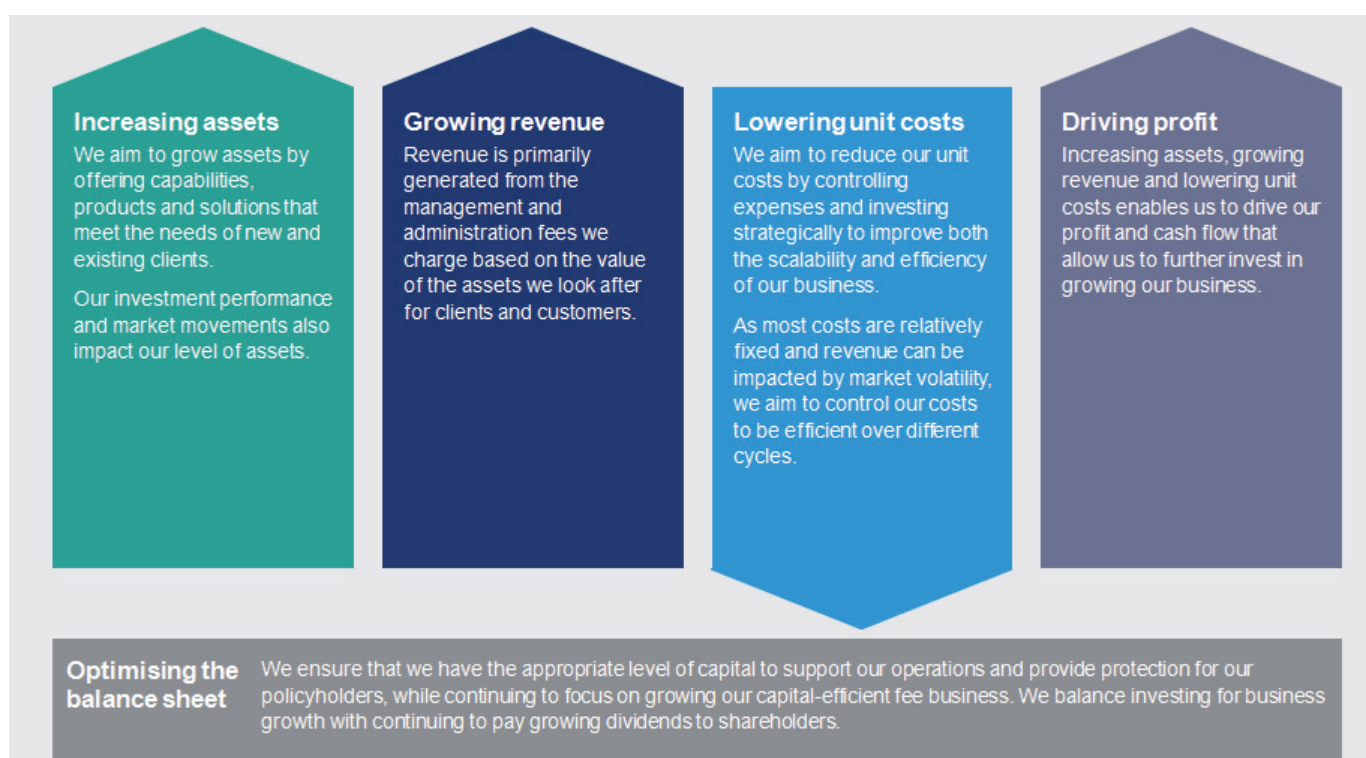 Increasing assets
We aim to grow assets by
offering capabilities,
products and solutions that
meet the needs of new and
existing clients.
Our investment performance
and market movements also
impact our level of assets.
Growing revenue
Revenue is primarily
generated from the
management and
administration fees we
charge based on the value
of the assets we look after
for clients and customers.
Lowering unit costs
We aim to reduce our unit
costs by controlling
expenses and investing
strategically to improve both
the scalability and efficiency
of our business.
As most costs are relatively
fixed and revenue can be
impacted by market volatility,
we aim to control our costs
to be efficient over different
cycles.
Driving profit
Increasing assets, growing
revenue and lowering unit
costs enables us to drive our
profit and cash flow that
allow us to further invest in
growing our business.
Optimising the
balance sheet
We ensure that we have the appropriate level of capital to support our operations and provide protection for our
policyholders, while continuing to focus on growing our capital-efficient fee business. We balance investing for business
growth with continuing to pay growing dividends to shareholders.